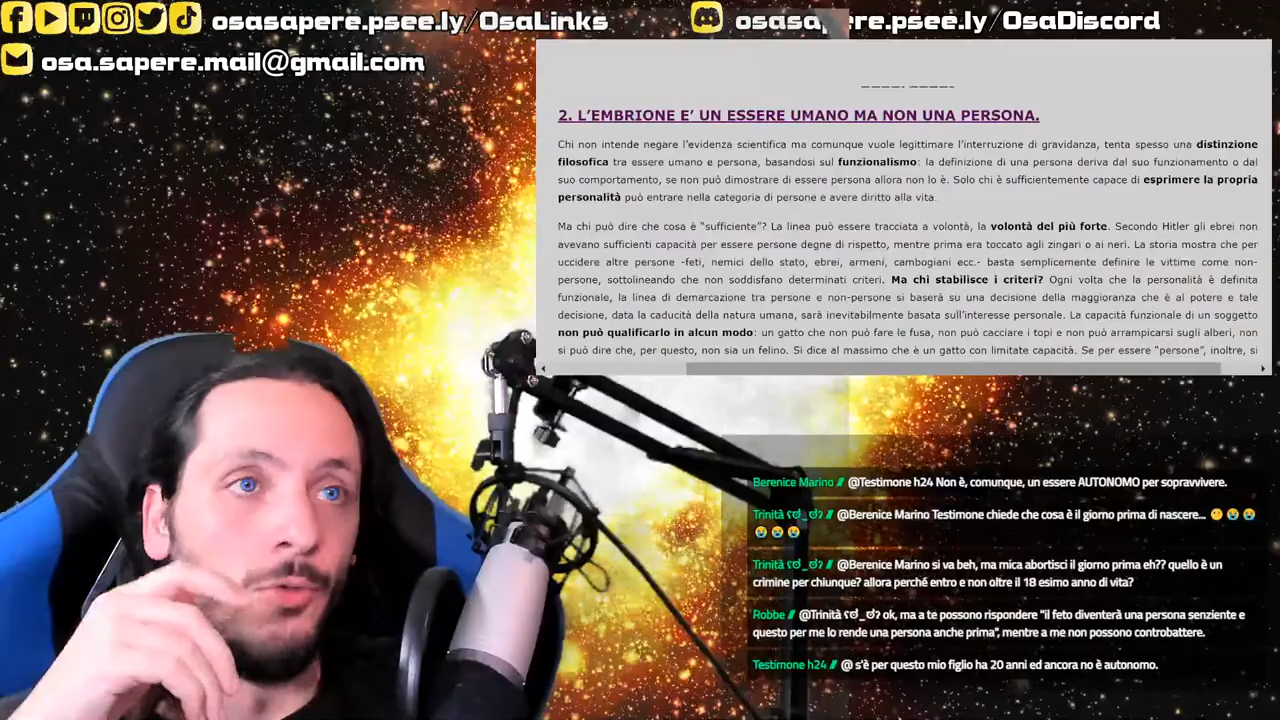 osasapere.psee.ly/OsaLinks
osasapere.psee.ly/OsaDiscord
osa.sapere.mail@gmail.com
————- ————–
2. L’EMBRIONE E’ UN ESSERE UMANO MA NON UNA PERSONA.
Chi non intende negare l’evidenza scientifica ma comunque vuole legittimare l’interruzione di gravidanza, tenta spesso una distinzione
filosofica tra essere umano e persona, basandosi sul funzionalismo: la definizione di una persona deriva dal suo funzionamento o dal
suo comportamento, se non può dimostrare di essere persona allora non lo è. Solo chi è sufficientemente capace di esprimere la propria
personalità può entrare nella categoria di persone e avere diritto alla vita.
Ma chi può dire che cosa è “sufficiente”? La linea può essere tracciata a volontà, la volontà del più forte. Secondo Hitler gli ebrei non
avevano sufficienti capacità per essere persone degne di rispetto, mentre prima era toccato agli zingari o ai neri. La storia mostra che per
uccidere altre persone -feti, nemici dello stato, ebrei, armeni, cambogiani ecc.- basta semplicemente definire le vittime come non-
persone, sottolineando che non soddisfano determinati criteri. Ma chi stabilisce i criteri? Ogni volta che la personalità è definita
funzionale, la linea di demarcazione tra persone e non-persone si baserà su una decisione della maggioranza che è al potere e tale
decisione, data la caducità della natura umana, sarà inevitabilmente basata sull’interesse personale. La capacità funzionale di un soggetto
non può qualificarlo in alcun modo: un gatto che non può fare le fusa, non può cacciare i topi e non può arrampicarsi sugli alberi, non
si può dire che, per questo, non sia un felino. Si dice al massimo che è un gatto con limitate capacità. Se per essere “persone”, inoltre, si
Berenice Marino // @Testimone h24 Non è, comunque, un essere AUTONOMO per sopravvivere.
Trinità ʕಠ_ಠʔ // @Berenice Marino Testimone chiede che cosa è il giorno prima di nascere... 😶😭😭
😭😭😭
Trinità ʕಠ_ಠʔ // @Berenice Marino si va beh, ma mica abortisci il giorno prima eh?? quello è un
crimine per chiunque? allora perché entro e non oltre il 18 esimo anno di vita?
Robbe // @Trinità ʕಠ_ಠʔ ok, ma a te possono rispondere "il feto diventerà una persona senziente e
questo per me lo rende una persona anche prima", mentre a me non possono controbattere.
Testimone h24 // @ s'è per questo mio figlio ha 20 anni ed ancora no è autonomo.